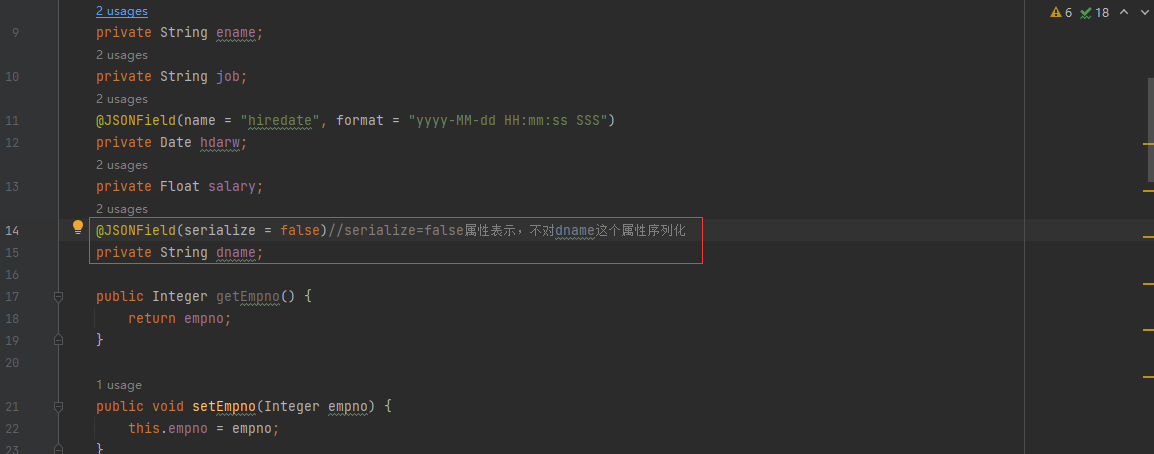 2 usages
6 18
9 private String ename;
2 usages
10 private String job;
2 usages
11 @JSONField(name = "hiredate", format = "yyyy-MM-dd HH:mm:ss SSS")
12 private Date hdarw;
2 usages
13 private Float salary;
2 usages
14 @JSONField(serialize = false)//serialize=false属性表示，不对dname这个属性序列化
15 private String dname;
16
17 public Integer getEmpno() {
18 return empno;
19 }
20
1 usage
21 public void setEmpno(Integer empno) {
22 this.empno = empno;
23 }